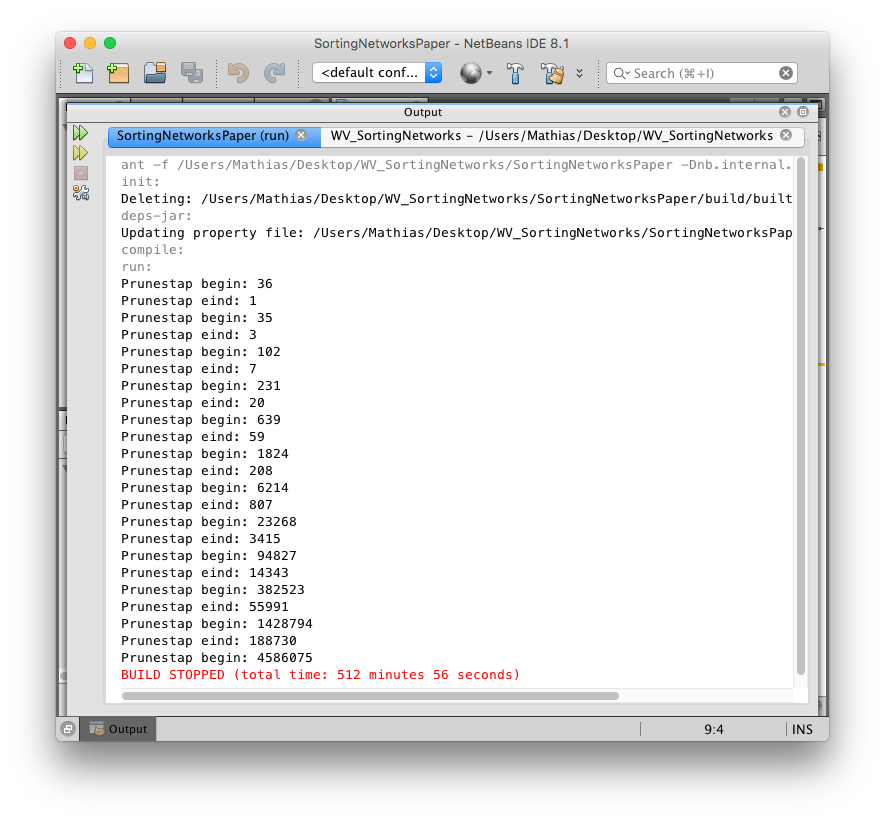 SortingNetworksPaper - NetBeans IDE 8.1
<default conf...
Search (⌘+I)
Output
SortingNetworksPaper (run)
WV_SortingNetworks - /Users/Mathias/Desktop/WV_SortingNetworks
ant -f /Users/Mathias/Desktop/WV_SortingNetworks/SortingNetworksPaper -Dnb.internal.
init:
Deleting: /Users/Mathias/Desktop/WV_SortingNetworks/SortingNetworksPaper/build/built
deps-jar:
Updating property file: /Users/Mathias/Desktop/WV_SortingNetworks/SortingNetworksPap
compile:
run:
Prunestap begin: 36
Prunestap eind: 1
Prunestap begin: 35
Prunestap eind: 3
Prunestap begin: 102
Prunestap eind: 7
Prunestap begin: 231
Prunestap eind: 20
Prunestap begin: 639
Prunestap eind: 59
Prunestap begin: 1824
Prunestap eind: 208
Prunestap begin: 6214
Prunestap eind: 807
Prunestap begin: 23268
Prunestap eind: 3415
Prunestap begin: 94827
Prunestap eind: 14343
Prunestap begin: 382523
Prunestap eind: 55991
Prunestap begin: 1428794
Prunestap eind: 188730
Prunestap begin: 4586075
BUILD STOPPED (total time: 512 minutes 56 seconds)
Output
9:4
INS